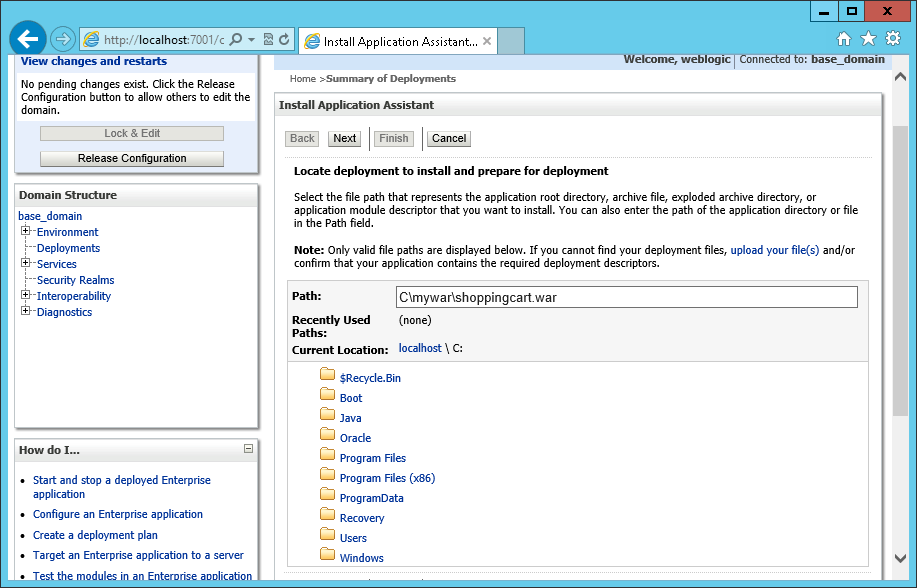 http://localhost:7001/c
Install Application Assistant...
View changes and restarts
No pending changes exist. Click the Release
Configuration button to allow others to edit the
domain.
Lock & Edit
Release Configuration
Domain Structure
base_domain
Environment
Deployments
Services
Security Realms
Interoperability
Diagnostics
How do I...
Start and stop a deployed Enterprise
application
Configure an Enterprise application
Create a deployment plan
Target an Enterprise application to a server
Test the modules in an Enterprise application
Welcome, weblogic
Connected to: base_domain
Home >Summary of Deployments
Install Application Assistant
Back Next Finish Cancel
Locate deployment to install and prepare for deployment
Select the file path that represents the application root directory, archive file, exploded archive directory, or
application module descriptor that you want to install. You can also enter the path of the application directory or file
in the Path field.
Note: Only valid file paths are displayed below. If you cannot find your deployment files, upload your file(s) and/or
confirm that your application contains the required deployment descriptors.
Path: C\mywar\shoppingcart.war
Recently Used (none)
Paths:
Current Location: localhost \ C:
$Recycle.Bin
Boot
Java
Oracle
Program Files
Program Files (x86)
ProgramData
Recovery
Users
Windows